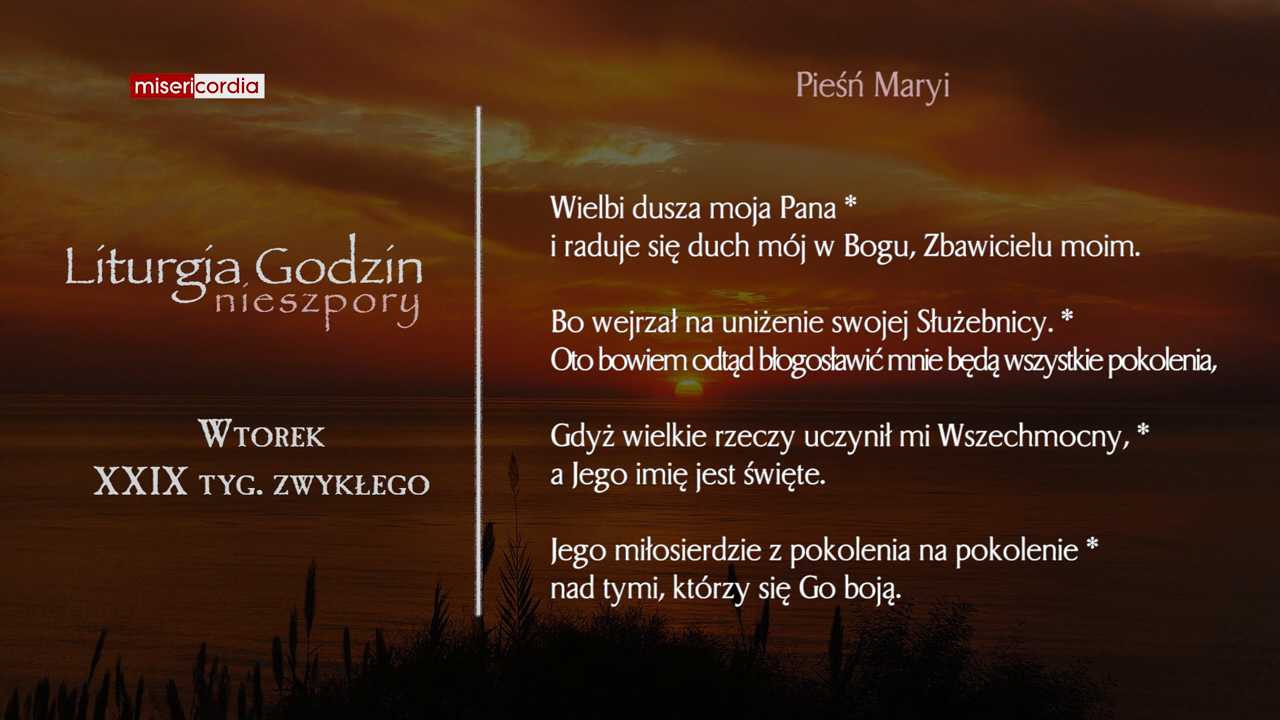 misericordia
Liturgia Godzin
nieszpory
Wtorek
XXIX tyg. zwykłego
Pieśń Maryi
Wielbi dusza moja Pana *
i raduje się duch mój w Bogu, Zbawicielu moim.
Bo wejrzał na uniżenie swojej Służebnicy. *
Oto bowiem odtąd błogosławić mnie będą wszystkie pokolenia,
Gdyż wielkie rzeczy uczynił mi Wszechmocny, *
a Jego imię jest święte.
Jego miłosierdzie z pokolenia na pokolenie *
nad tymi, którzy się Go boją.